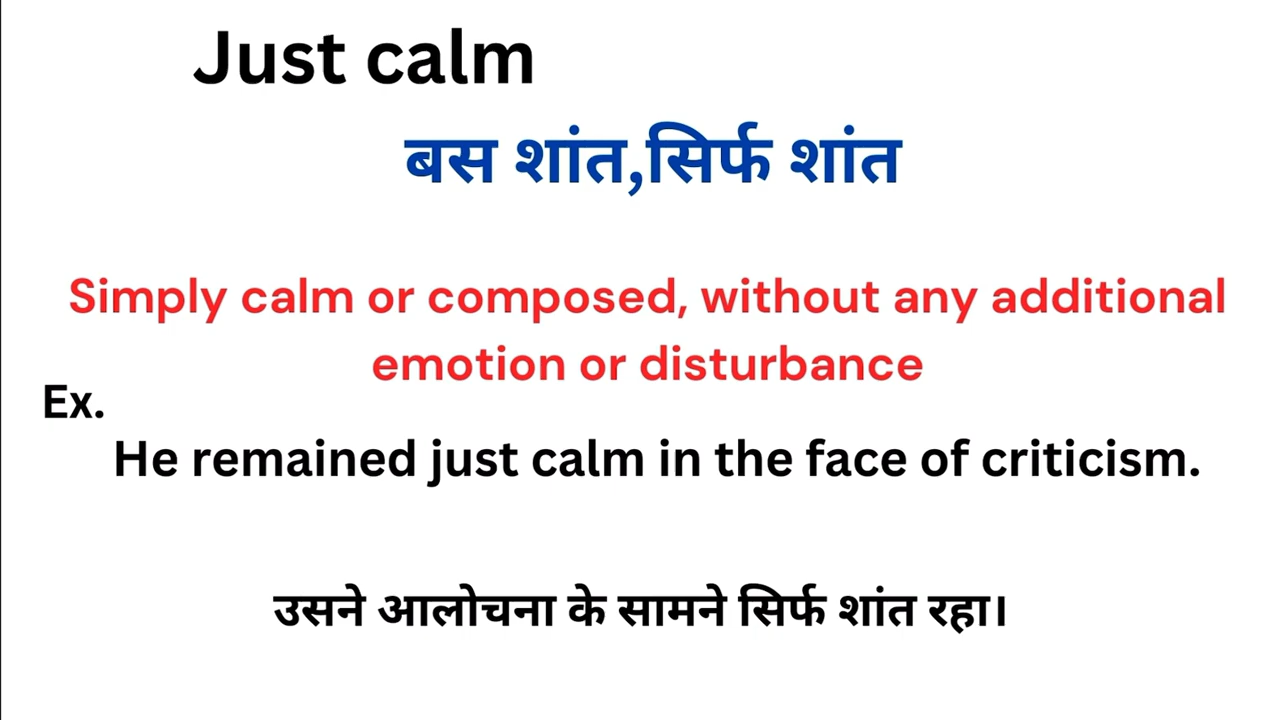 Just calm
बस शांत,सिर्फ शांत
Simply calm or composed, without any additional
emotion or disturbance
Ex.
He remained just calm in the face of criticism.
उसने आलोचना के सामने सिर्फ शांत रहा।